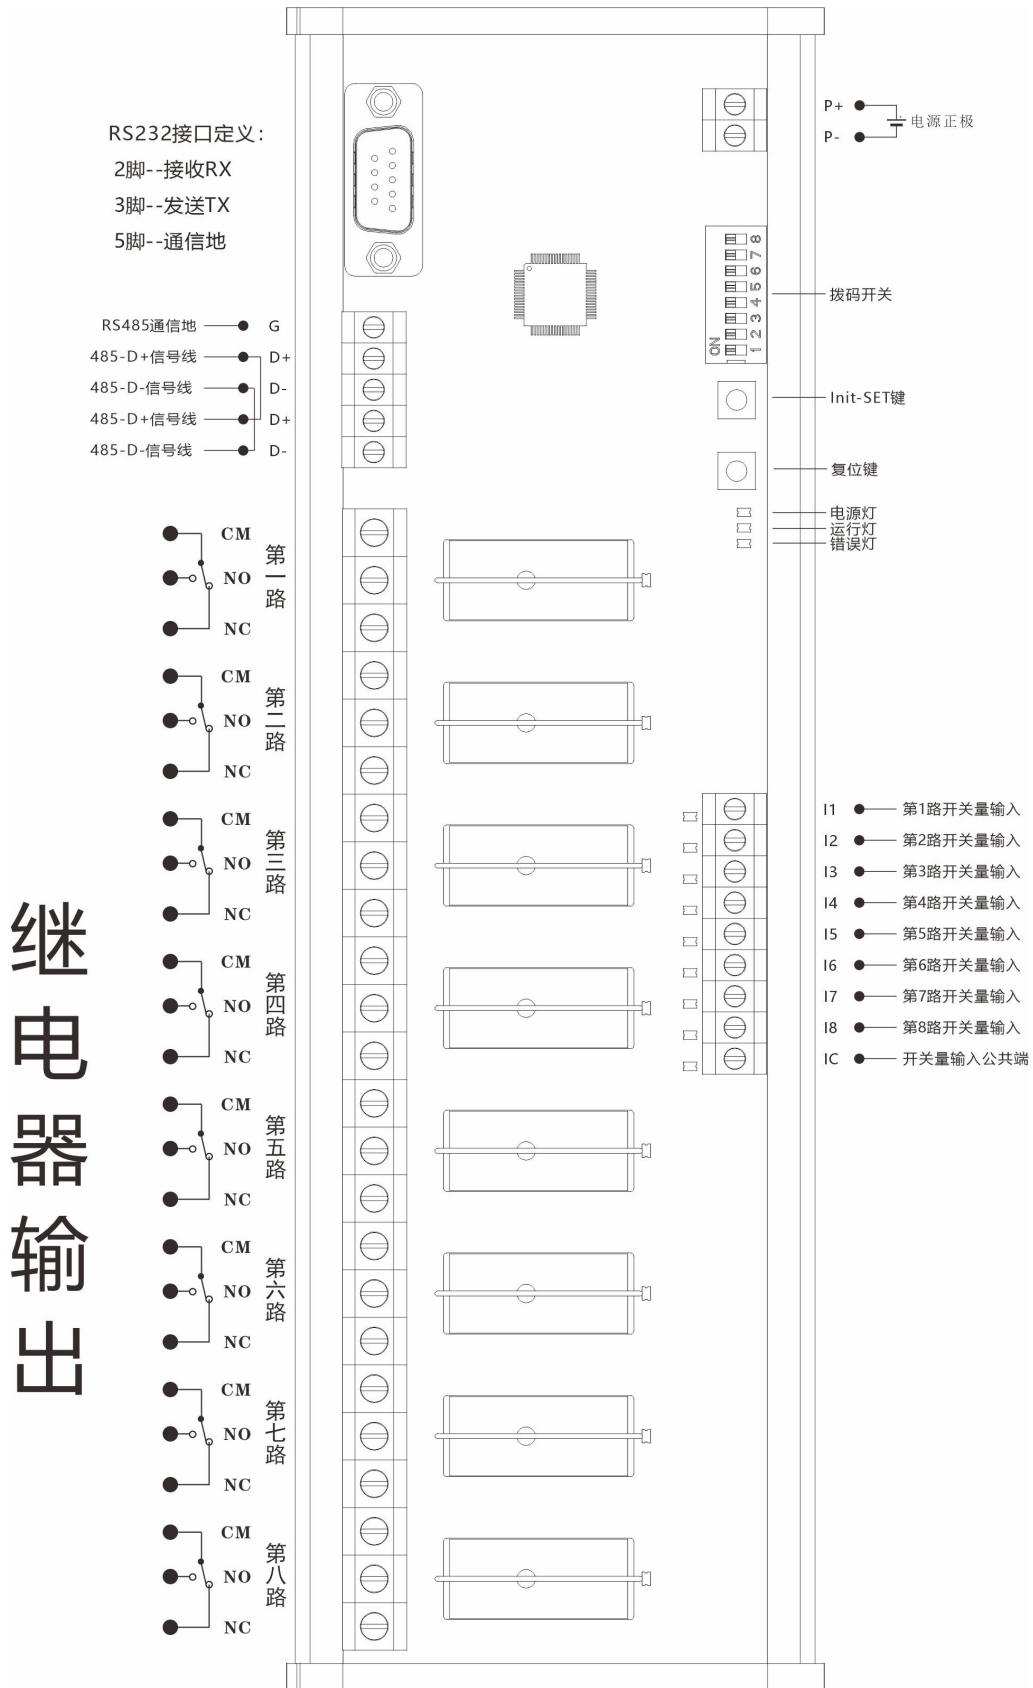 RS232接口定义：
2脚--接收RX
3脚--发送TX
5脚--通信地
P+
P-
电源正极
8
7
6
5
4
3
2
1
ON
拨码开关
Init-SET键
复位键
电源灯
运行灯
错误灯
RS485通信地 G
485-D+信号线 D+
485-D-信号线 D-
485-D+信号线 D+
485-D-信号线 D-
继电器输出
CM
NO
NC
第一路
CM
NO
NC
第二路
CM
NO
NC
第三路
CM
NO
NC
第四路
CM
NO
NC
第五路
CM
NO
NC
第六路
CM
NO
NC
第七路
CM
NO
NC
第八路
I1 第1路开关量输入
I2 第2路开关量输入
I3 第3路开关量输入
I4 第4路开关量输入
I5 第5路开关量输入
I6 第6路开关量输入
I7 第7路开关量输入
I8 第8路开关量输入
IC 开关量输入公共端